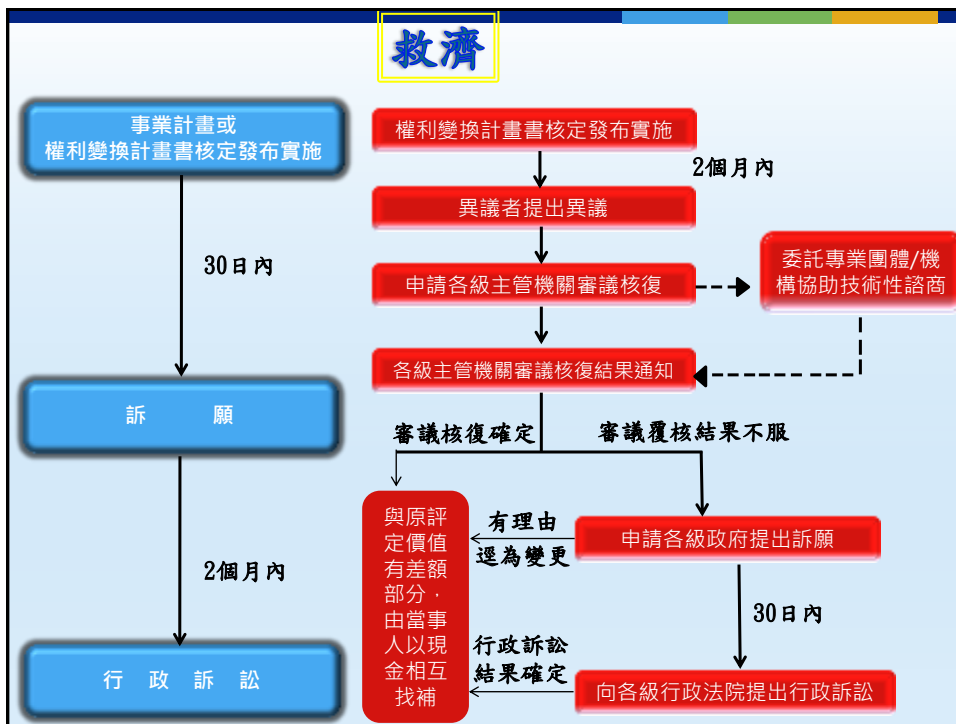 救濟
事業計畫或
權利變換計畫書核定發布實施
30日內
訴 願
2個月內
行 政 訴 訟
權利變換計畫書核定發布實施
2個月內
異議者提出異議
申請各級主管機關審議核復
委託專業團體/機
構協助技術性諮商
各級主管機關審議核復結果通知
審議核復確定
審議覆核結果不服
與原評
定價值
有差額
部分，
由當事
人以現
金相互
找補
有理由
逕為變更
申請各級政府提出訴願
30日內
行政訴訟
結果確定
向各級行政法院提出行政訴訟